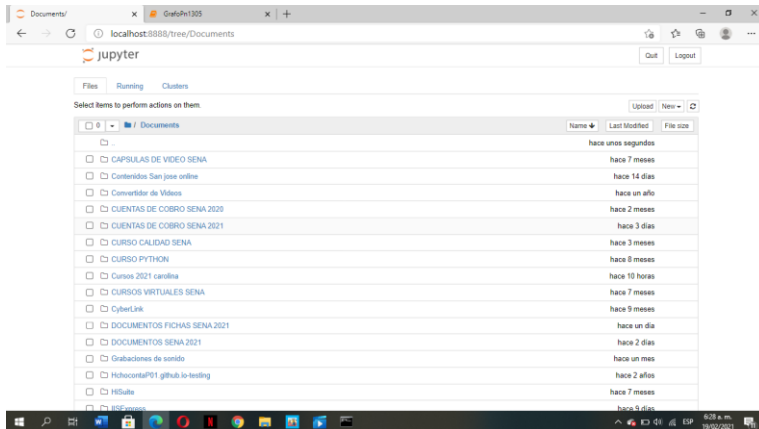 Documents/
GrafoPn1305
localhost:8888/tree/Documents
jupyter
Quit Logout
Files Running Clusters
Select items to perform actions on them.
Upload New
0 / Documents Name Last Modified File size
. hace unos segundos
CAPSULAS DE VIDEO SENA hace 7 meses
Contenidos San jose online hace 14 días
Convertidor de Videos hace un año
CUENTAS DE COBRO SENA 2020 hace 2 meses
CUENTAS DE COBRO SENA 2021 hace 3 días
CURSO CALIDAD SENA hace 3 meses
CURSO PYTHON hace 8 meses
Cursos 2021 carolina hace 10 horas
CURSOS VIRTUALES SENA hace 7 meses
CyberLink hace 9 meses
DOCUMENTOS FICHAS SENA 2021 hace un día
DOCUMENTOS SENA 2021 hace 2 días
Grabaciones de sonido hace un mes
HchocontaP01.github.io-testing hace 2 años
HiSuite hace 7 meses
IISExpress hace 9 días
ESP
6:28 a. m.
19/02/2021